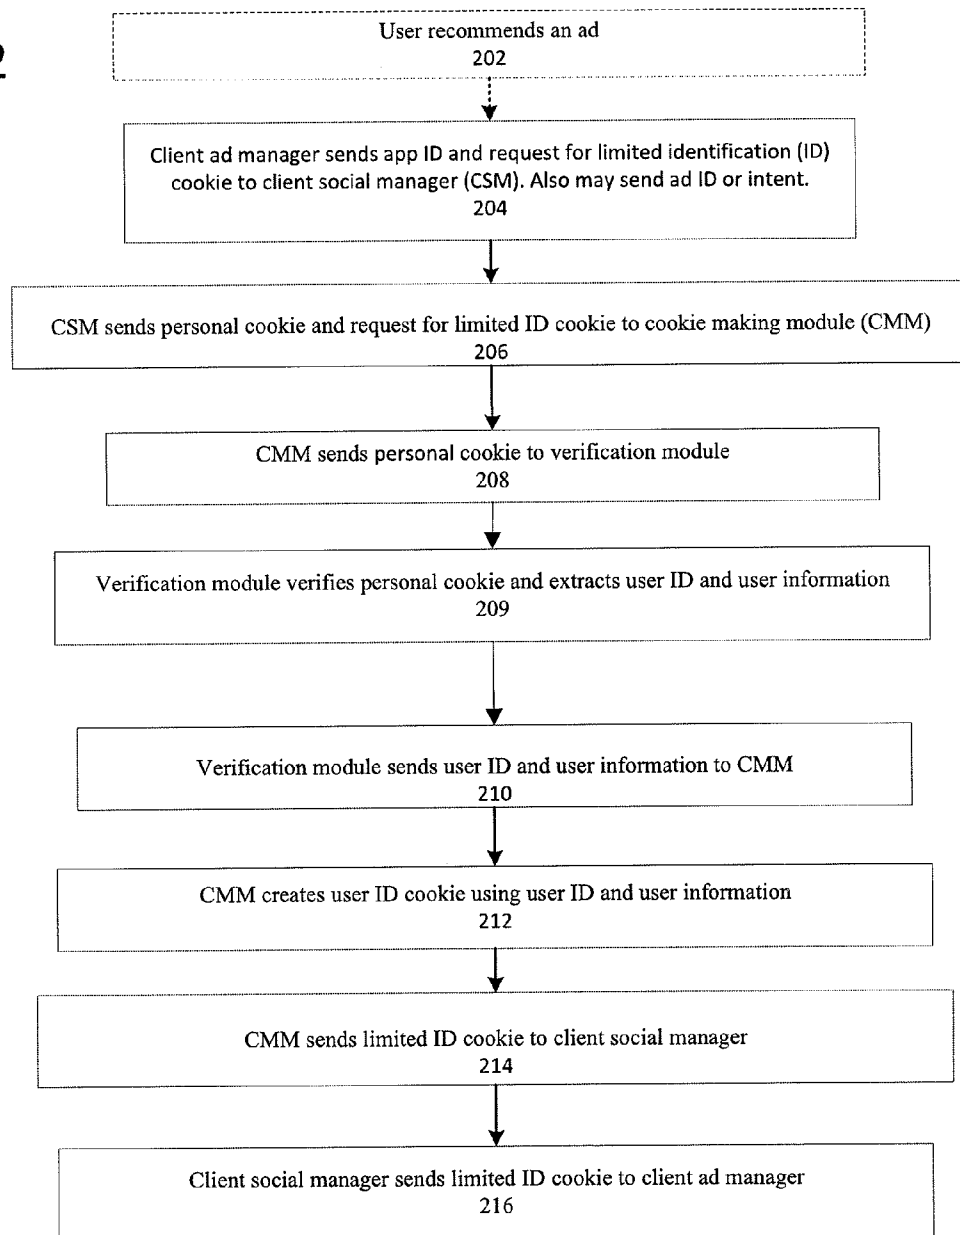 2
User recommends an ad
202
Client ad manager sends app ID and request for limited identification (ID)
cookie to client social manager (CSM). Also may send ad ID or intent.
204
CSM sends personal cookie and request for limited ID cookie to cookie making module (CMM)
206
CMM sends personal cookie to verification module
208
Verification module verifies personal cookie and extracts user ID and user information
209
Verification module sends user ID and user information to CMM
210
CMM creates user ID cookie using user ID and user information
212
CMM sends limited ID cookie to client social manager
214
Client social manager sends limited ID cookie to client ad manager
216